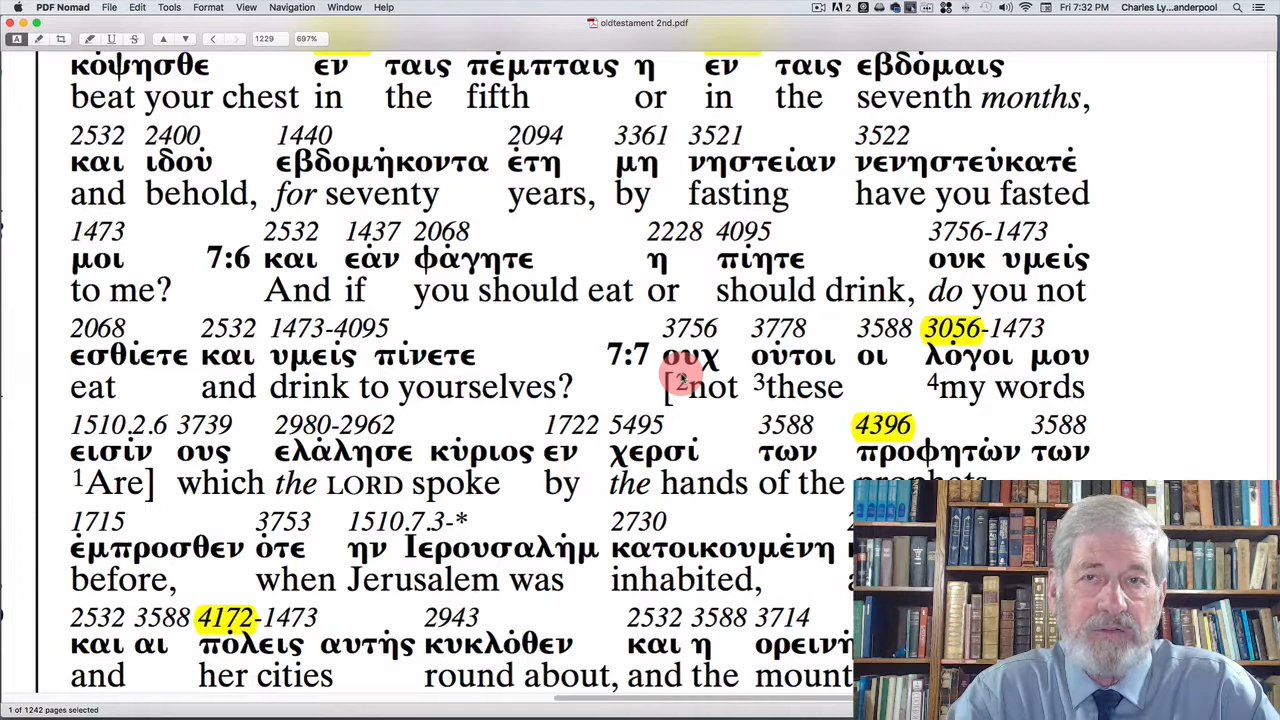 PDF Nomad File Edit Tools Quotes Format View Navigation Window Help A 2 Fri 7:32 PM Charles Ly...anderpool
oldtestament 2nd.pdf
A U S 1229 697%
κόψησθε εν ταις πέμπταις η εν ταις εβδόμαις
beat your chest in the fifth or in the seventh months,
2532 2400 1440 2094 3361 3521 3522
και ιδού εβδομήκοντα έτη μη νηστείαν νενηστεύκατέ
and behold, for seventy years, by fasting have you fasted
1473 2532 1437 2068 2228 4095 3756-1473
μοι 7:6 και εάν φάγητε η πίητε ουκ υμείς
to me? And if you should eat or should drink, do you not
2068 2532 1473-4095 3756 3778 3588 3056-1473
εσθίετε και υμείς πίνετε 7:7 ουχ ούτοι οι λόγοι μου
eat and drink to yourselves? [2not 3these 4my words
1510.2.6 3739 2980-2962 1722 5495 3588 4396 3588
εισίν ους ελάλησε κύριος εν χερσί των προφητών των
1Are] which the LORD spoke by the hands of the prophets
1715 3753 1510.7.3-* 2730
έμπροσθεν ότε ην Ιερουσαλήμ κατοικουμένη
before, when Jerusalem was inhabited,
2532 3588 4172-1473 2943 2532 3588 3714
και αι πόλεις αυτής κυκλόθεν και η ορεινή
and her cities round about, and the mount
1 of 1242 pages selected